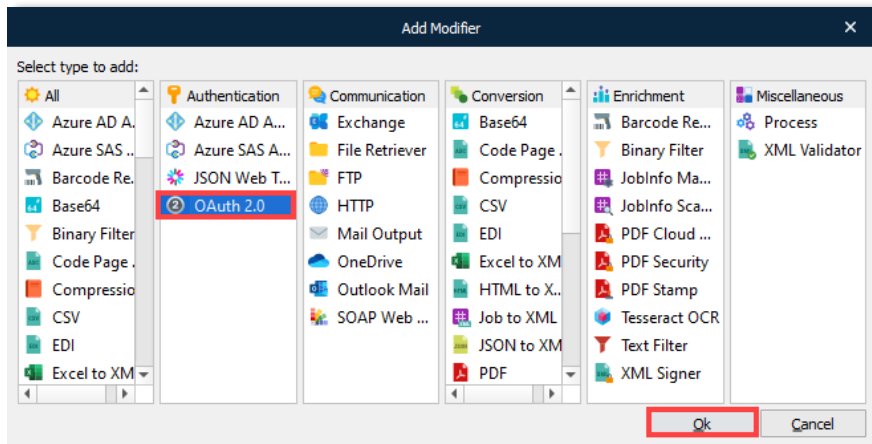 Add Modifier
Select type to add:
All
Azure AD A.
Azure SAS ..
Barcode Re.
Base64
Binary Filter
Code Page .
Compressio
CSV
EDI
Excel to XM
Authentication
Azure AD A...
Azure SAS A...
JSON Web T...
OAuth 2.0
Communication
Exchange
File Retriever
FTP
HTTP
Mail Output
OneDrive
Outlook Mail
SOAP Web ...
Conversion
Base64
Code Page .
Compressio
CSV
EDI
Excel to XM
HTML to X..
Job to XML
JSON to XM
PDF
Enrichment
Barcode Re...
Binary Filter
JobInfo Ma...
JobInfo Sca...
PDF Cloud ...
PDF Security
PDF Stamp
Tesseract OCR
Text Filter
XML Signer
Miscellaneous
Process
XML Validator
Ok
Cancel